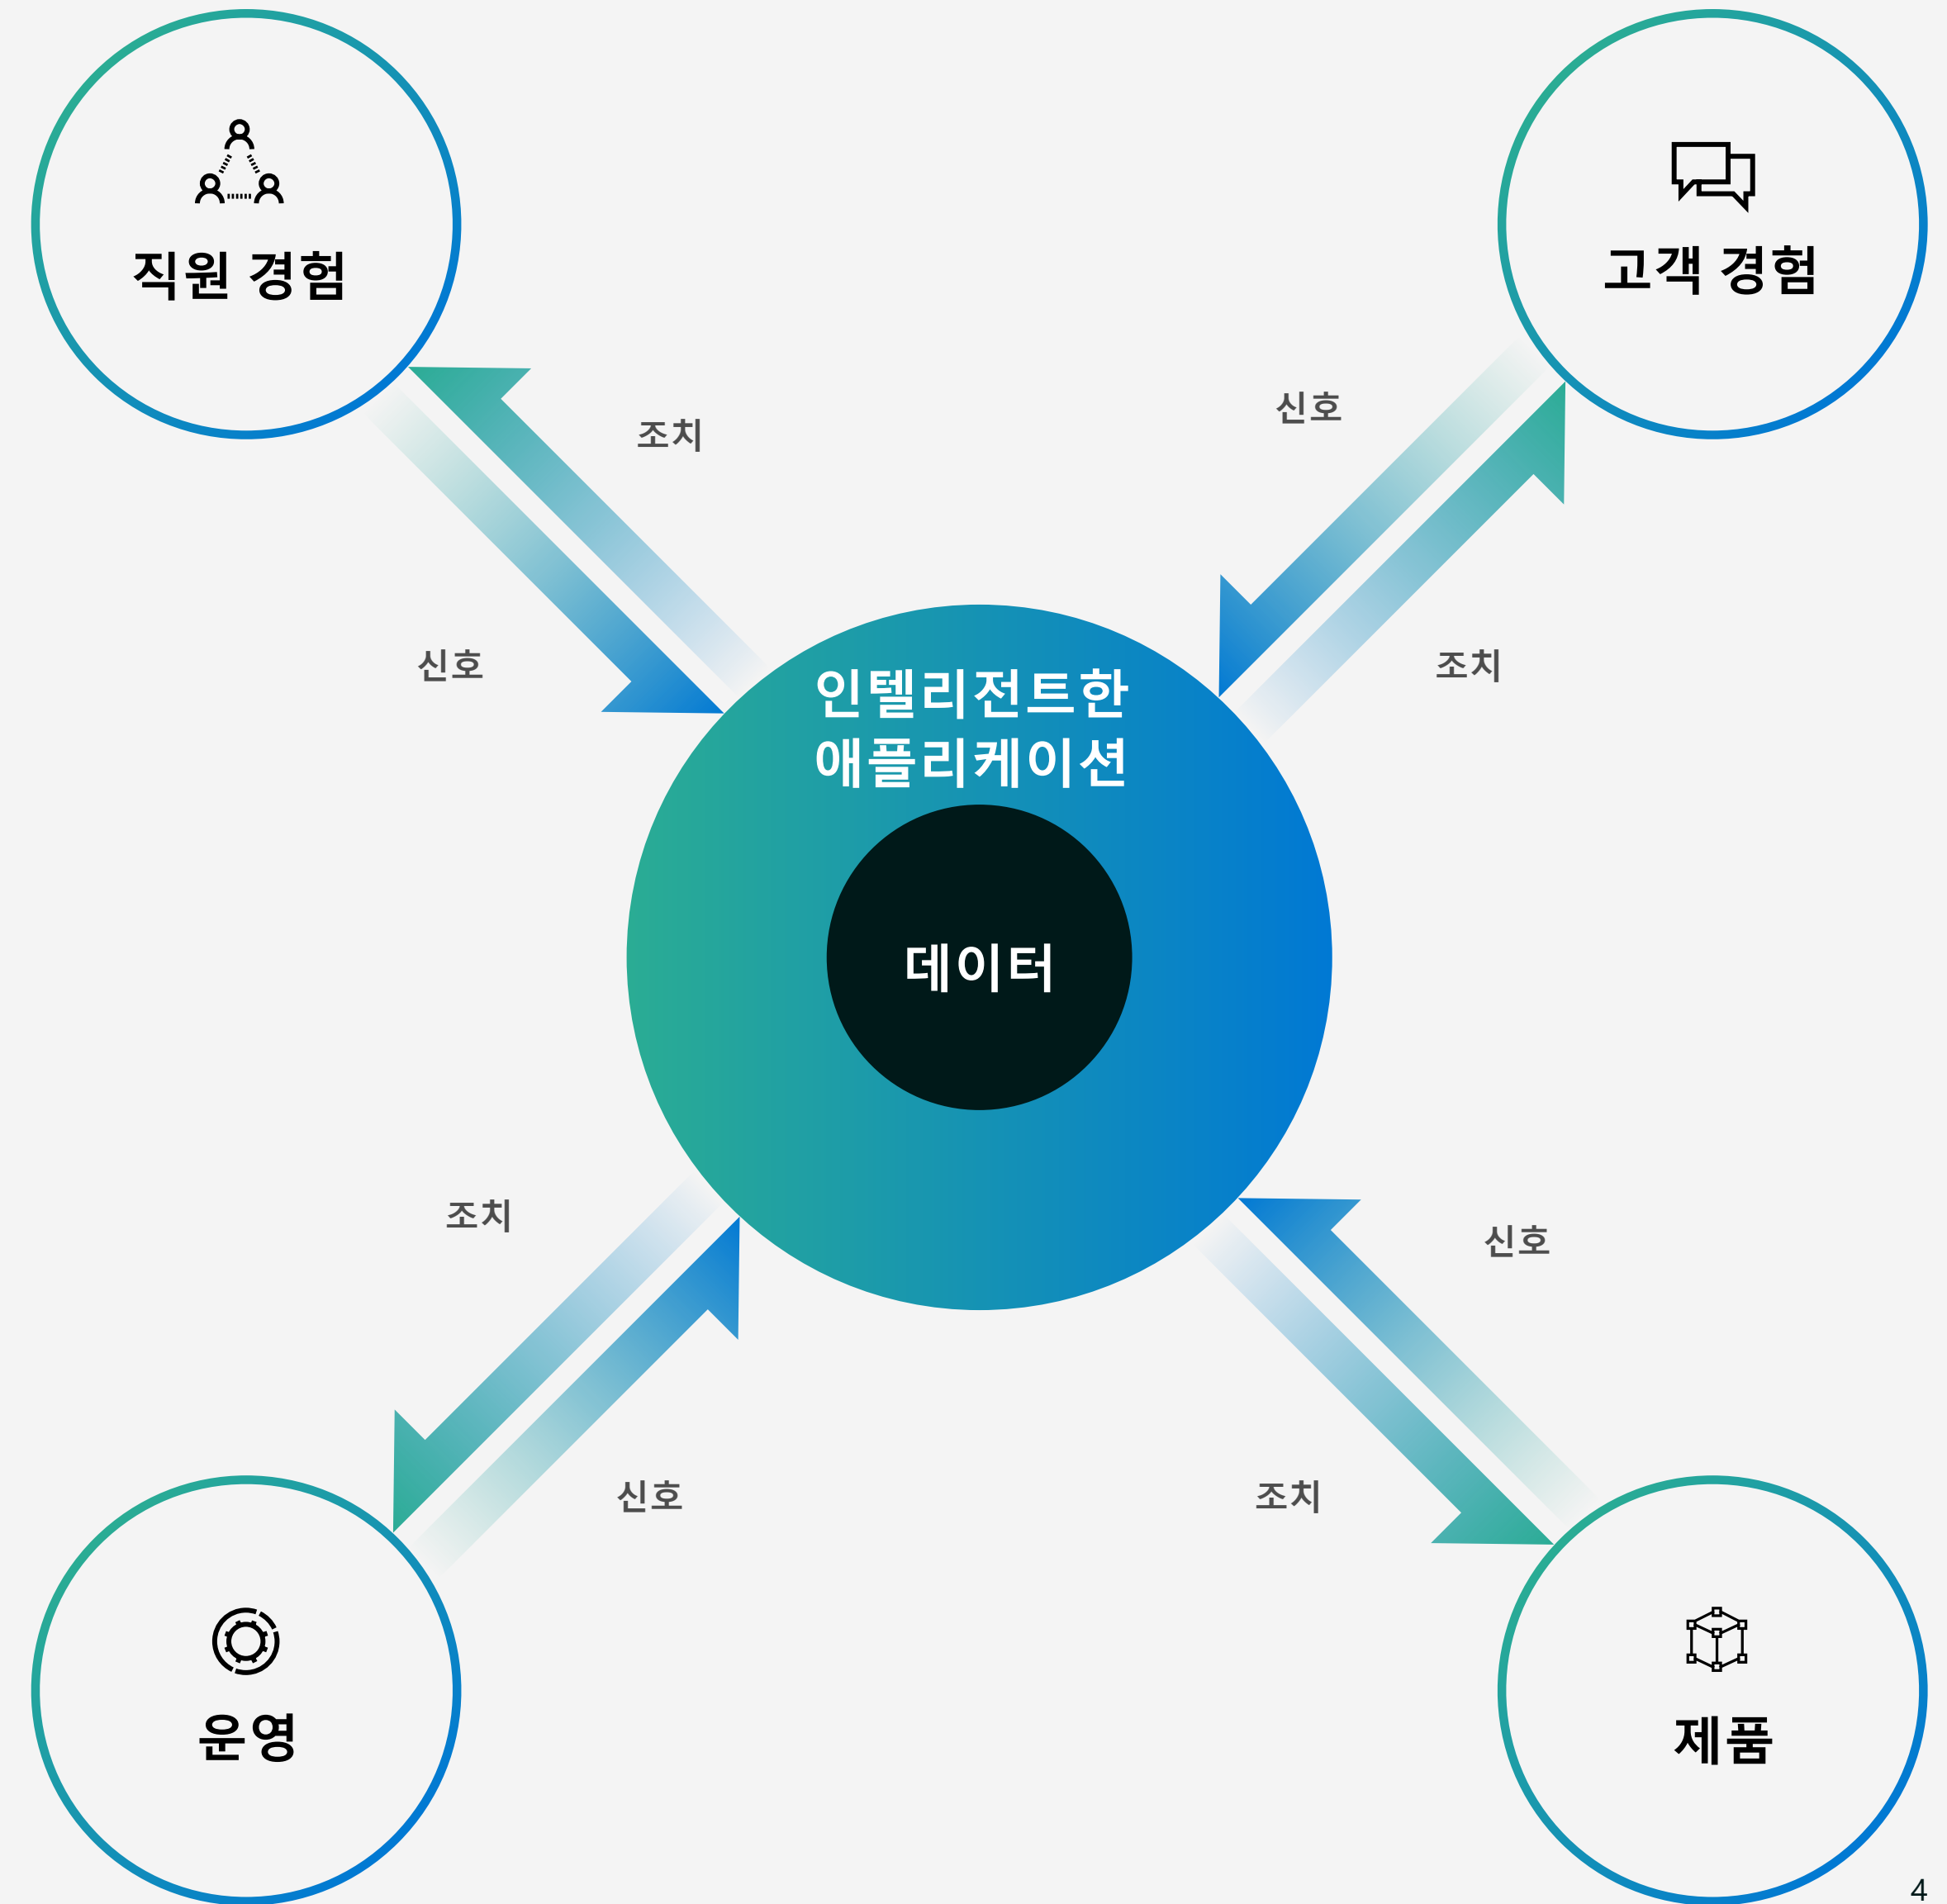 직원 경험
고객 경험
신호
조치
신호
조치
인텔리전트한
애플리케이션
데이터
조치
신호
신호
조치
운영
제품
4